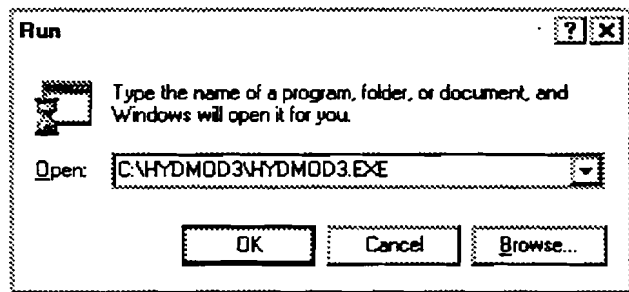 Run
Type the name of a program, folder, or document, and
Windows will open it for you.
Open: C:\HYDMOD3\HYDMOD3.EXE
OK Cancel Browse...